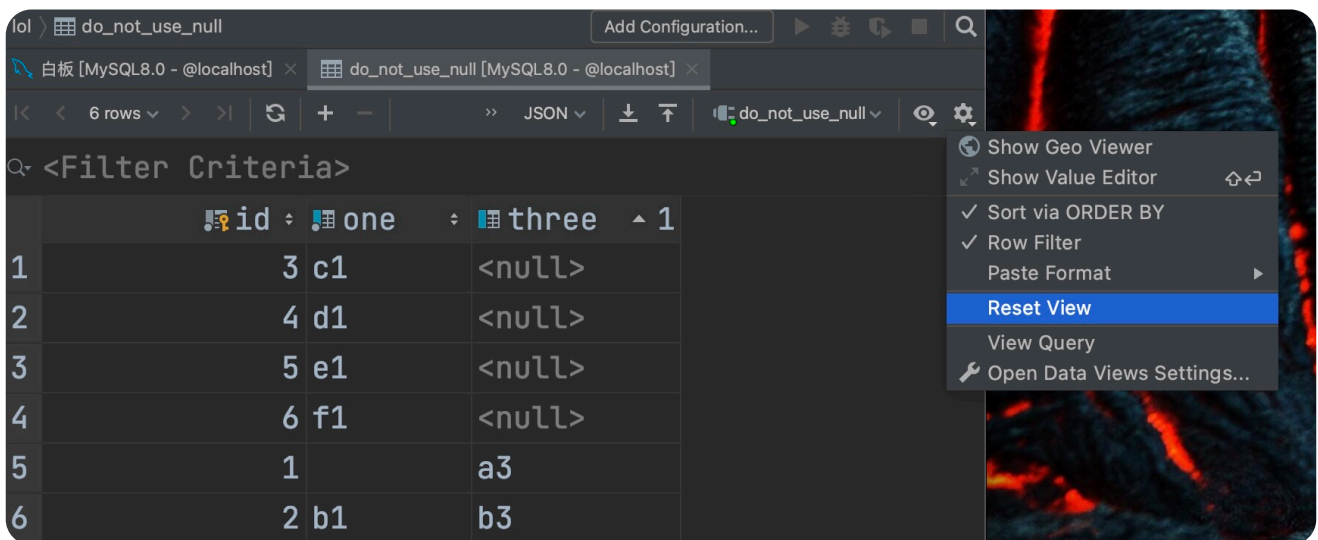 lol do_not_use_null Add Configuration...
白板 [MySQL8.0 - @localhost] do_not_use_null [MySQL8.0 - @localhost]
6 rows JSON do_not_use_null
<Filter Criteria>
id one three 1
1 3 c1 <null>
2 4 d1 <null>
3 5 e1 <null>
4 6 f1 <null>
5 1 a3
6 2 b1 b3
Show Geo Viewer
Show Value Editor ⇧↩
Sort via ORDER BY
Row Filter
Paste Format
Reset View
View Query
Open Data Views Settings...